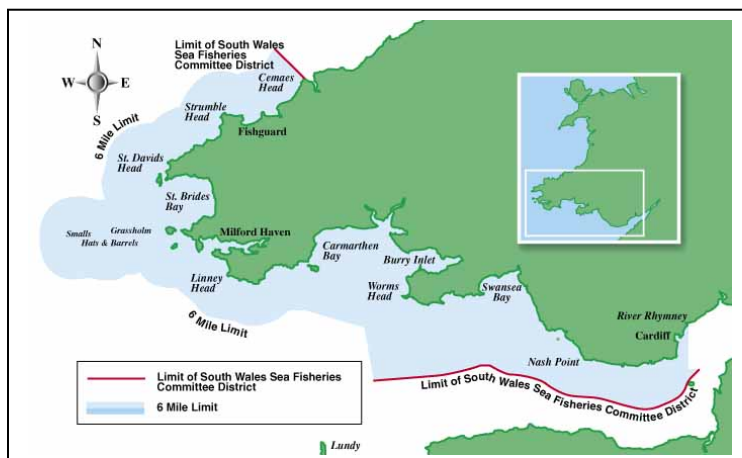 N
W
E
S
Limit of South Wales
Sea Fisheries
Committee District
Cemaes
Head
Strumble
Head
Fishguard
6 Mile Limit
St. Davids
Head
St. Brides
Bay
Smalls
Grassholm
Hats & Barrels
Milford Haven
Carmarthen
Bay
Burry Inlet
Linney
Head
Worms
Head
Swansea
Bay
6 Mile Limit
River Rhymney
Cardiff
Nash Point
Limit of South Wales Sea Fisheries Committee District
Limit of South Wales Sea Fisheries
Committee District
6 Mile Limit
Lundy